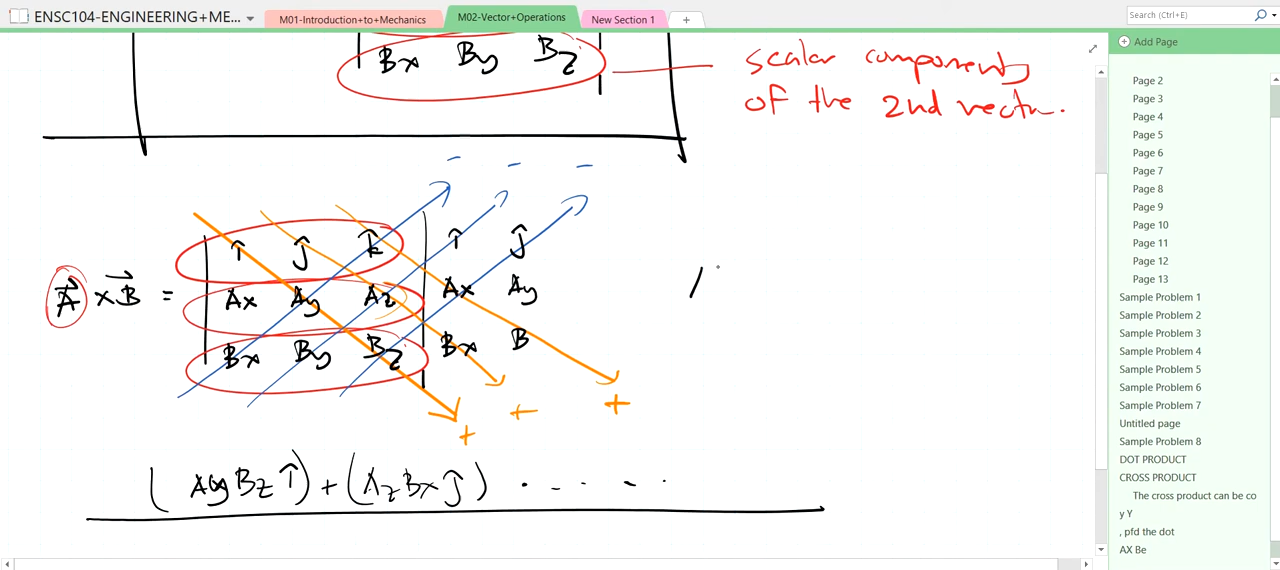 ENSC104-ENGINEERING+ME...
M01-Introduction+to+Mechanics
M02-Vector+Operations
New Section 1
+
Search (Ctrl+E)
Add Page
Page 2
Page 3
Page 4
Page 5
Page 6
Page 7
Page 8
Page 9
Page 10
Page 11
Page 12
Page 13
Sample Problem 1
Sample Problem 2
Sample Problem 3
Sample Problem 4
Sample Problem 5
Sample Problem 6
Sample Problem 7
Untitled page
Sample Problem 8
DOT PRODUCT
CROSS PRODUCT
The cross product can be co
y Y
, pfd the dot
AX Be
Bx By Bz
scalar components
of the 2nd vectr.
- - -
î ĵ k̂ î ĵ
A⃗ x B⃗ = Ax Ay Az Ax Ay
Bx By Bz Bx B
+ + +
(AyBz î) + (AzBx ĵ) . - - - .